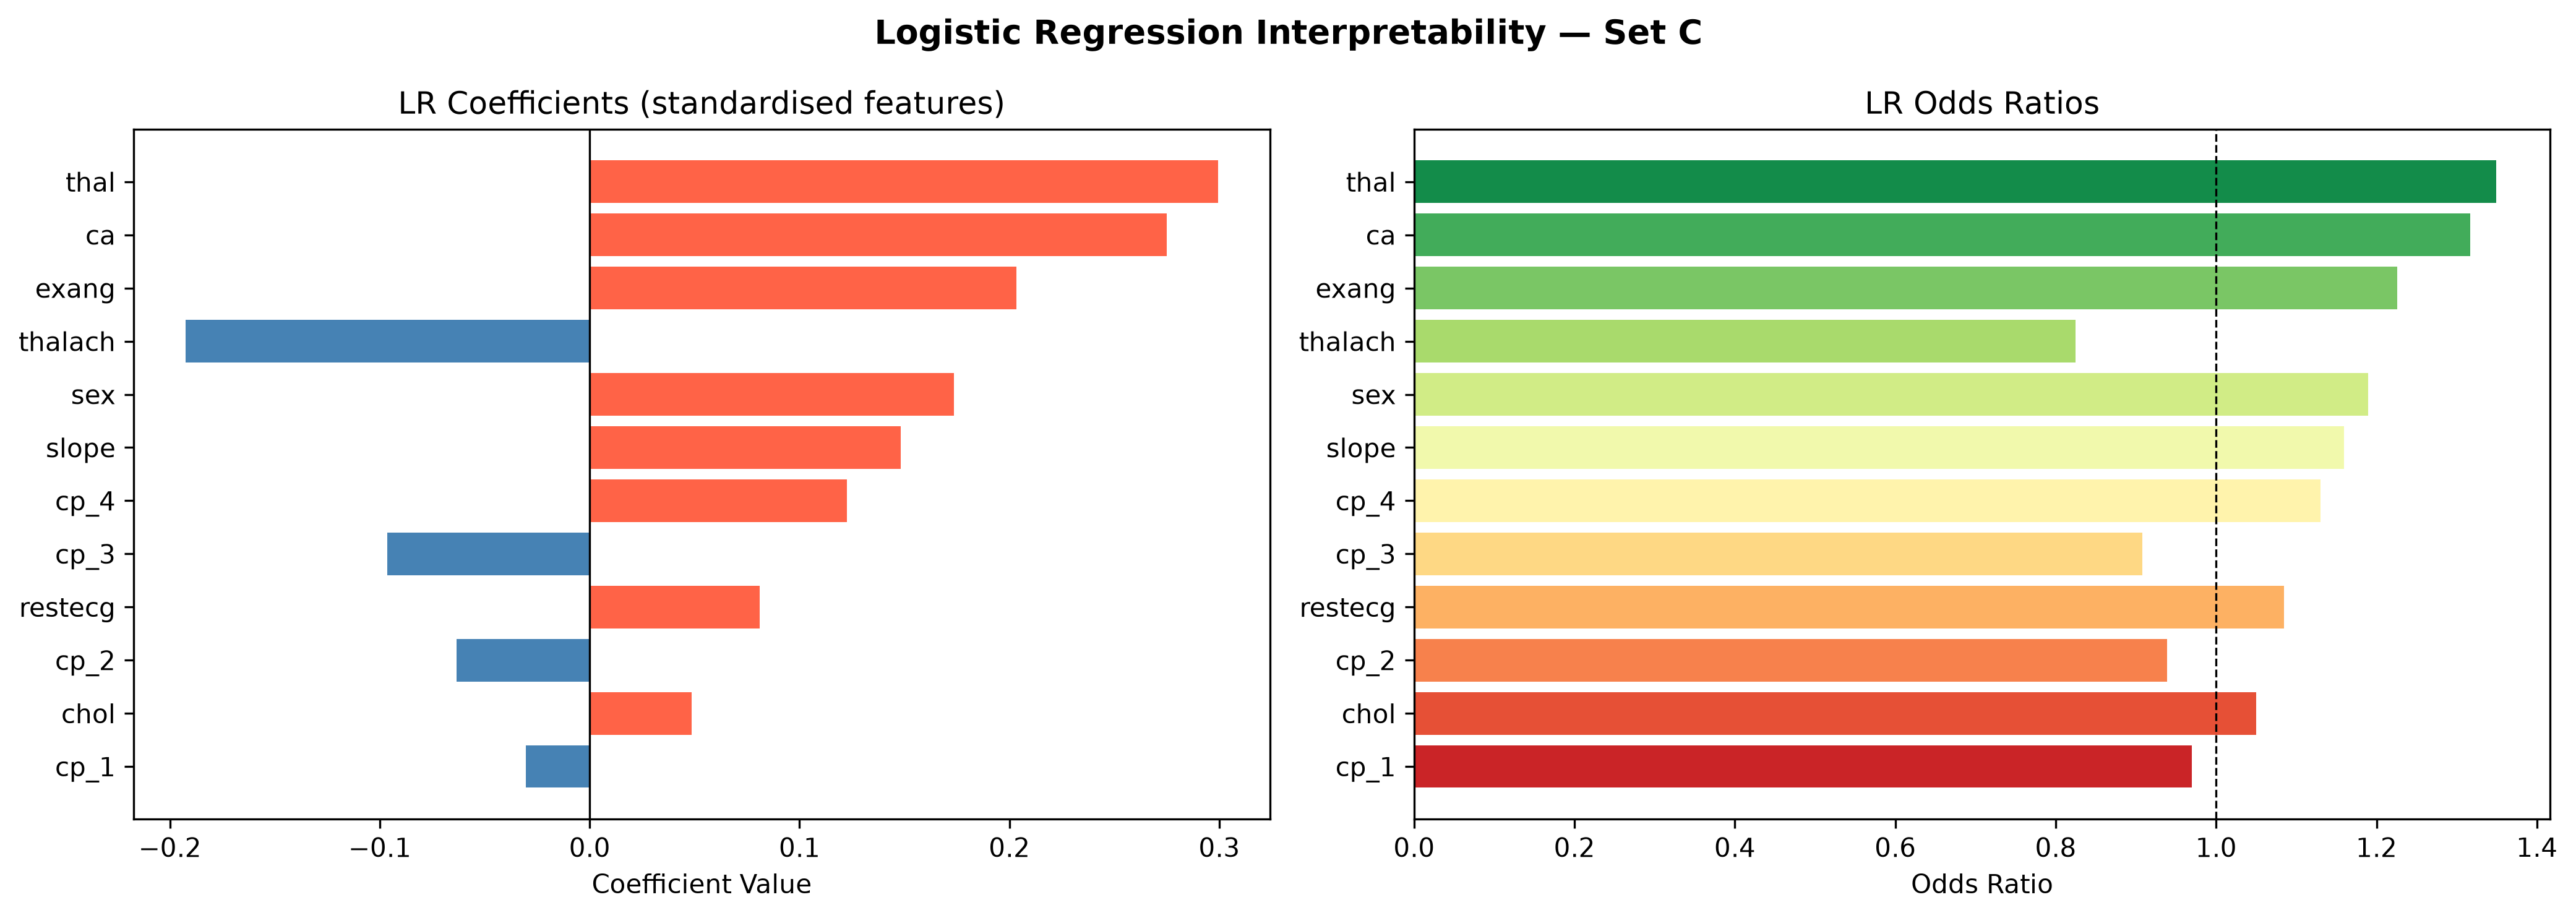 Logistic Regression Interpretability — Set C
LR Coefficients (standardised features)
thal
ca
exang
thalach
sex
slope
cp_4
cp_3
restecg
cp_2
chol
cp_1
−0.2 −0.1 0.0 0.1 0.2 0.3
Coefficient Value
LR Odds Ratios
thal
ca
exang
thalach
sex
slope
cp_4
cp_3
restecg
cp_2
chol
cp_1
0.0 0.2 0.4 0.6 0.8 1.0 1.2 1.4
Odds Ratio